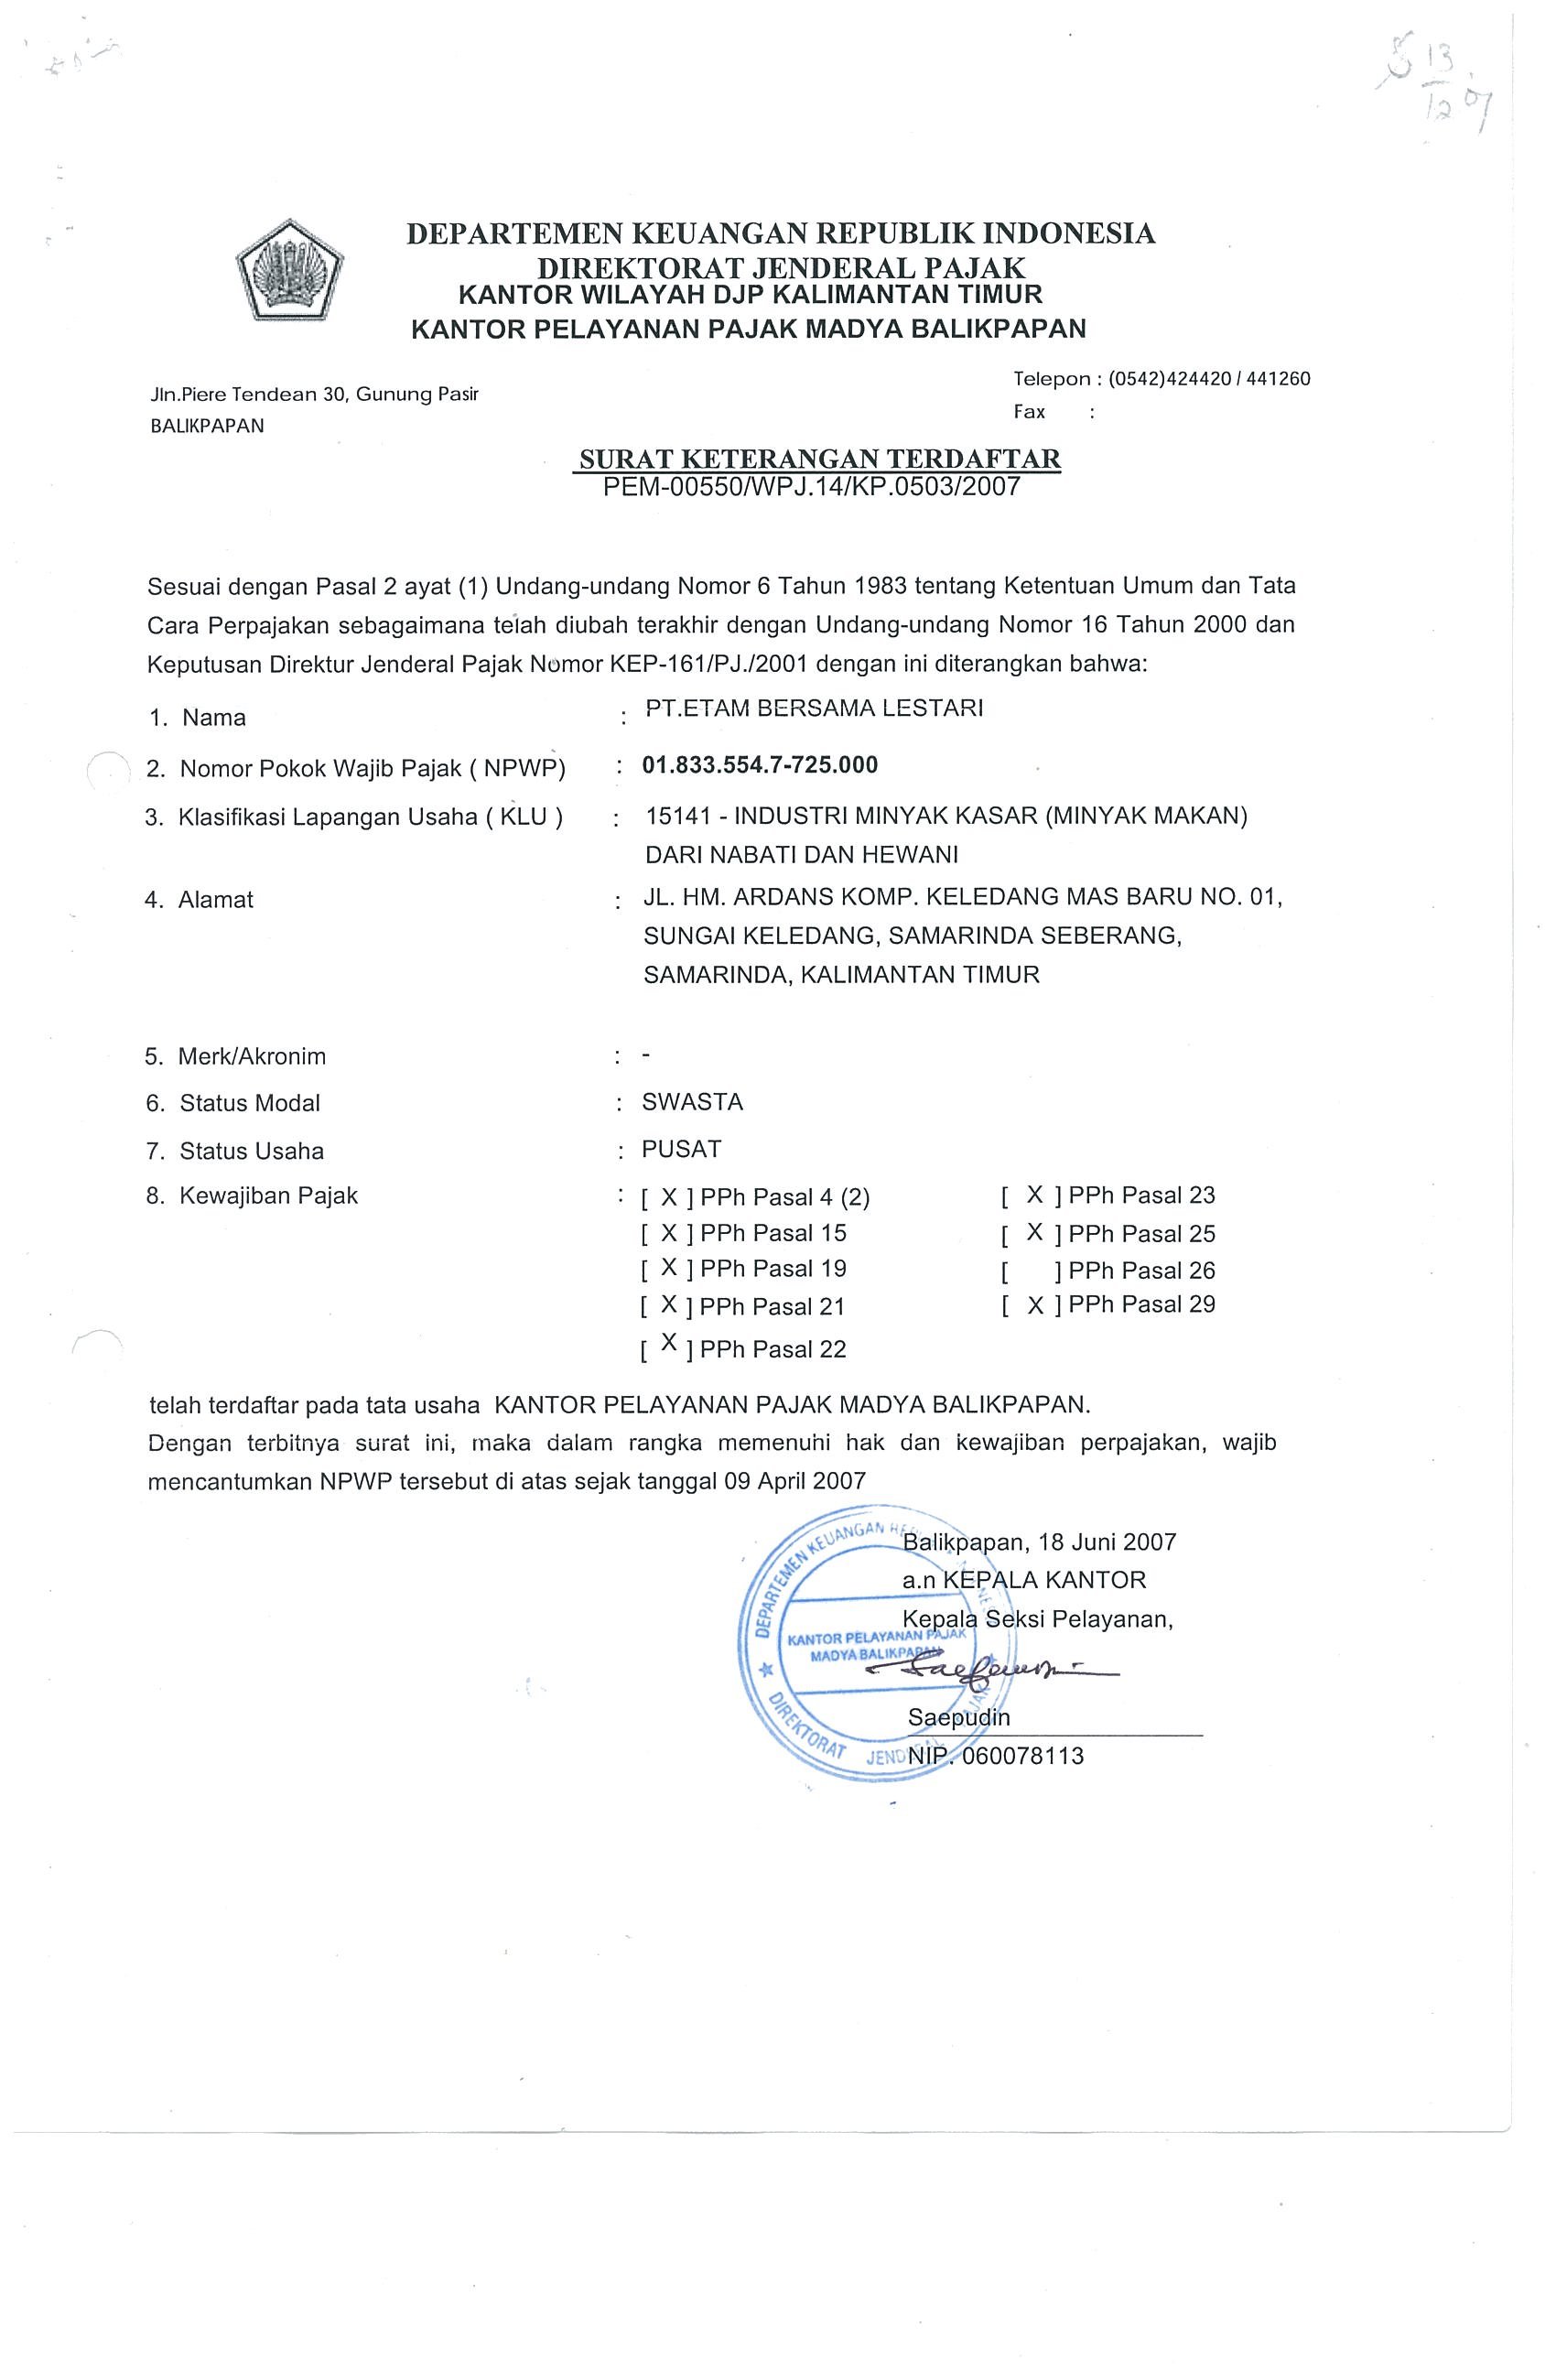 13
12 07
DEPARTEMEN KEUANGAN REPUBLIK INDONESIA
DIREKTORAT JENDERAL PAJAK
KANTOR WILAYAH DJP KALIMANTAN TIMUR
KANTOR PELAYANAN PAJAK MADYA BALIKPAPAN
Jln.Piere Tendean 30, Gunung Pasir
BALIKPAPAN
Telepon : (0542)424420 / 441260
Fax :
SURAT KETERANGAN TERDAFTAR
PEM-00550/WPJ.14/KP.0503/2007
Sesuai dengan Pasal 2 ayat (1) Undang-undang Nomor 6 Tahun 1983 tentang Ketentuan Umum dan Tata
Cara Perpajakan sebagaimana telah diubah terakhir dengan Undang-undang Nomor 16 Tahun 2000 dan
Keputusan Direktur Jenderal Pajak Nomor KEP-161/PJ./2001 dengan ini diterangkan bahwa:
1. Nama : PT.ETAM BERSAMA LESTARI
2. Nomor Pokok Wajib Pajak ( NPWP) : 01.833.554.7-725.000
3. Klasifikasi Lapangan Usaha ( KLU ) : 15141 - INDUSTRI MINYAK KASAR (MINYAK MAKAN)
DARI NABATI DAN HEWANI
4. Alamat : JL. HM. ARDANS KOMP. KELEDANG MAS BARU NO. 01,
SUNGAI KELEDANG, SAMARINDA SEBERANG,
SAMARINDA, KALIMANTAN TIMUR
5. Merk/Akronim : -
6. Status Modal : SWASTA
7. Status Usaha : PUSAT
8. Kewajiban Pajak : [ X ] PPh Pasal 4 (2) [ X ] PPh Pasal 23
[ X ] PPh Pasal 15 [ X ] PPh Pasal 25
[ X ] PPh Pasal 19 [ ] PPh Pasal 26
[ X ] PPh Pasal 21 [ X ] PPh Pasal 29
[ X ] PPh Pasal 22
telah terdaftar pada tata usaha KANTOR PELAYANAN PAJAK MADYA BALIKPAPAN.
Dengan terbitnya surat ini, maka dalam rangka memenuhi hak dan kewajiban perpajakan, wajib
mencantumkan NPWP tersebut di atas sejak tanggal 09 April 2007
Balikpapan, 18 Juni 2007
a.n KEPALA KANTOR
Kepala Seksi Pelayanan,
DEPARTEMEN KEUANGAN
KANTOR PELAYANAN PAJAK
MADYA BALIKPAPAN
DIREKTORAT JENDERAL PAJAK
Saepudin
NIP. 060078113